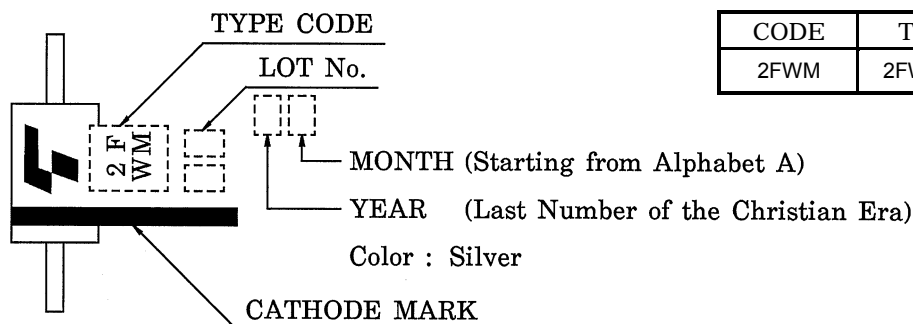 TYPE CODE
CODE
LOT No.
2FWM
2 F
WM
MONTH (Starting from Alphabet A)
YEAR (Last Number of the Christian Era)
Color : Silver
CATHODE MARK